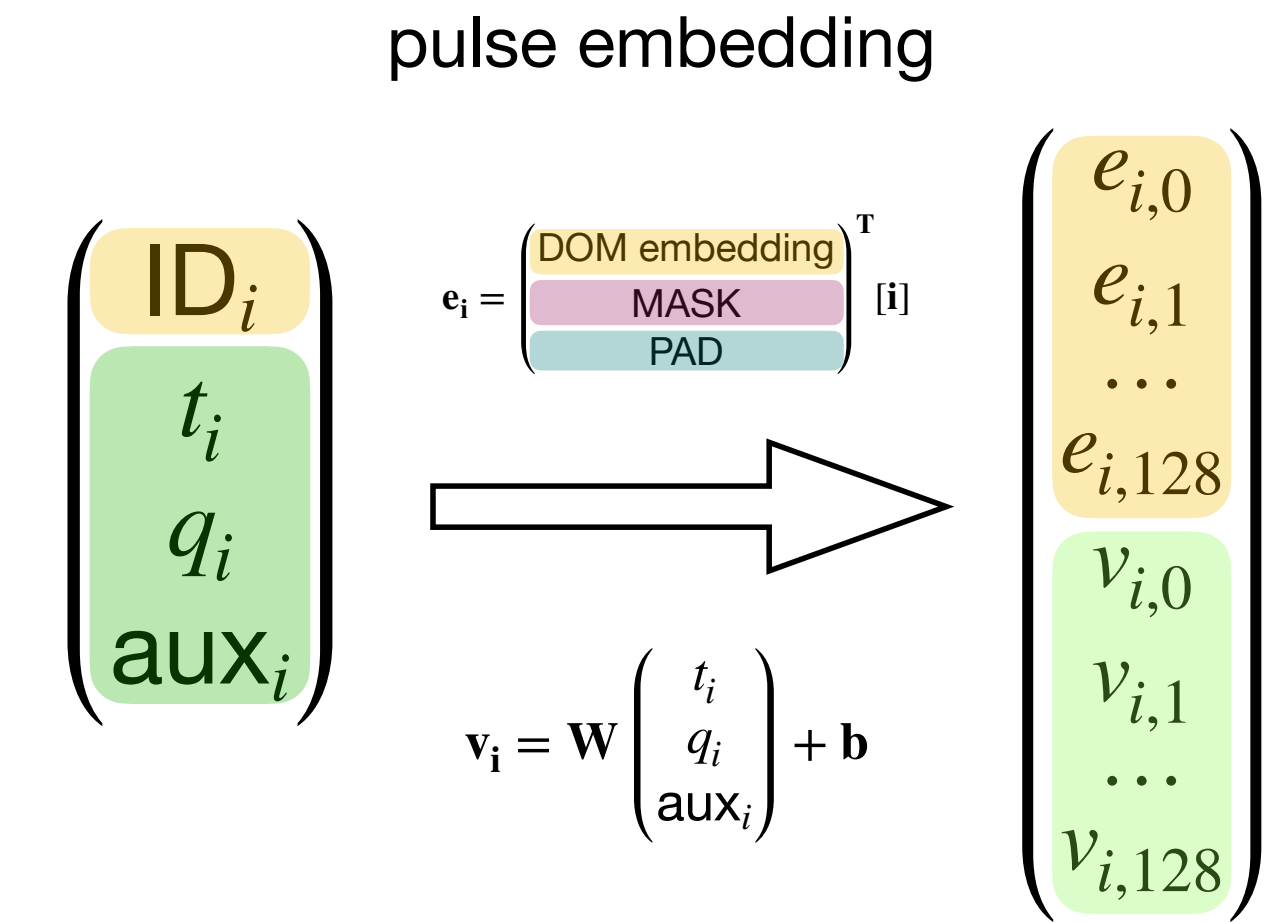 pulse embedding
ID_i
t_i
q_i
aux_i
e_i = ( DOM embedding
MASK
PAD )^T [i]
v_i = W ( t_i
q_i
aux_i ) + b
e_{i,0}
e_{i,1}
...
e_{i,128}
v_{i,0}
v_{i,1}
...
v_{i,128}